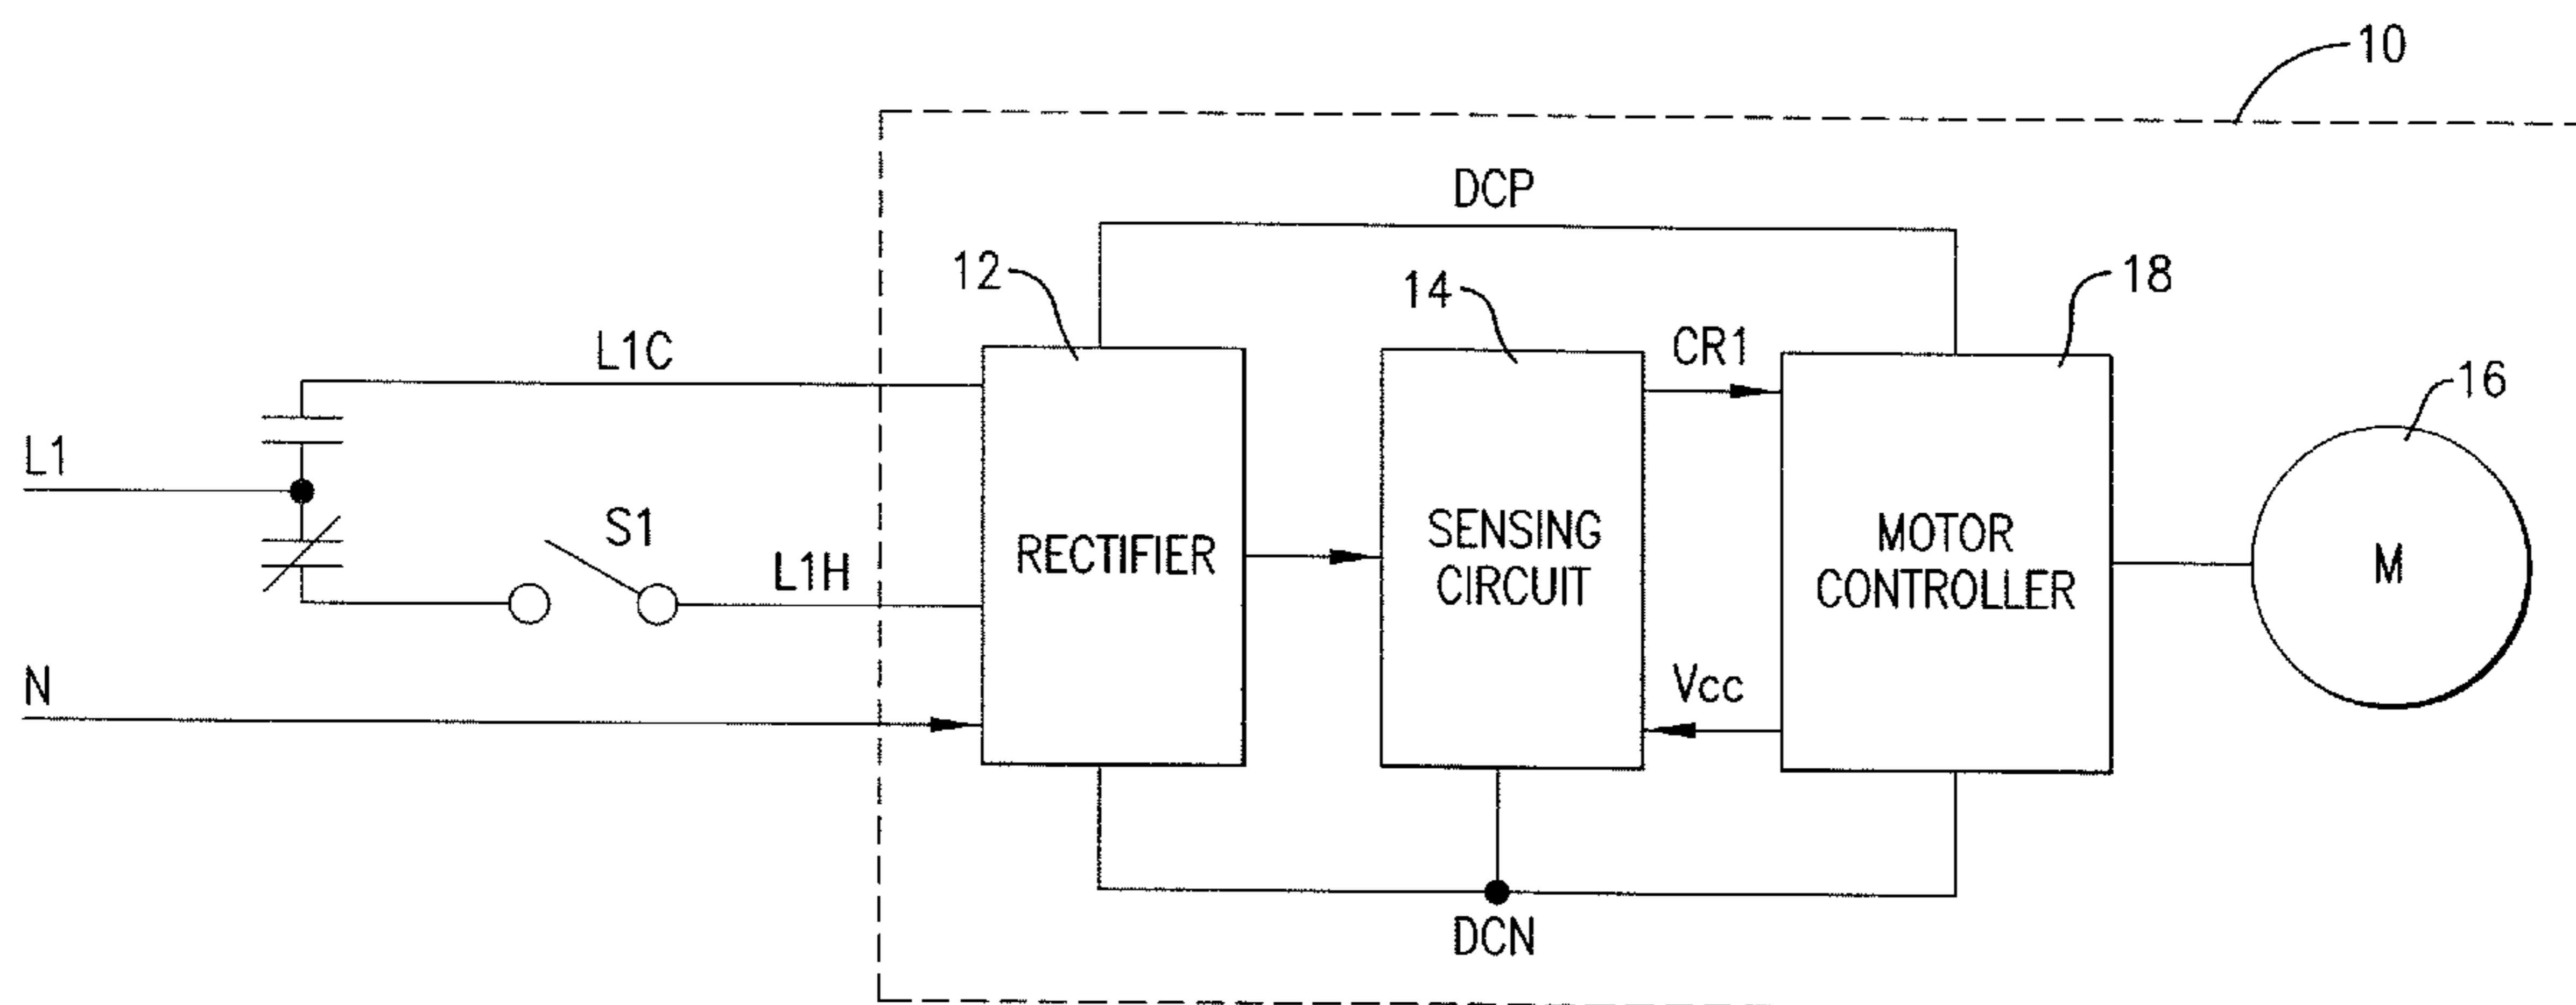 10
DCP
12
14
18
L1C
CR1
16
L1
S1
RECTIFIER
SENSING
CIRCUIT
MOTOR
CONTROLLER
M
L1H
N
Vcc
DCN